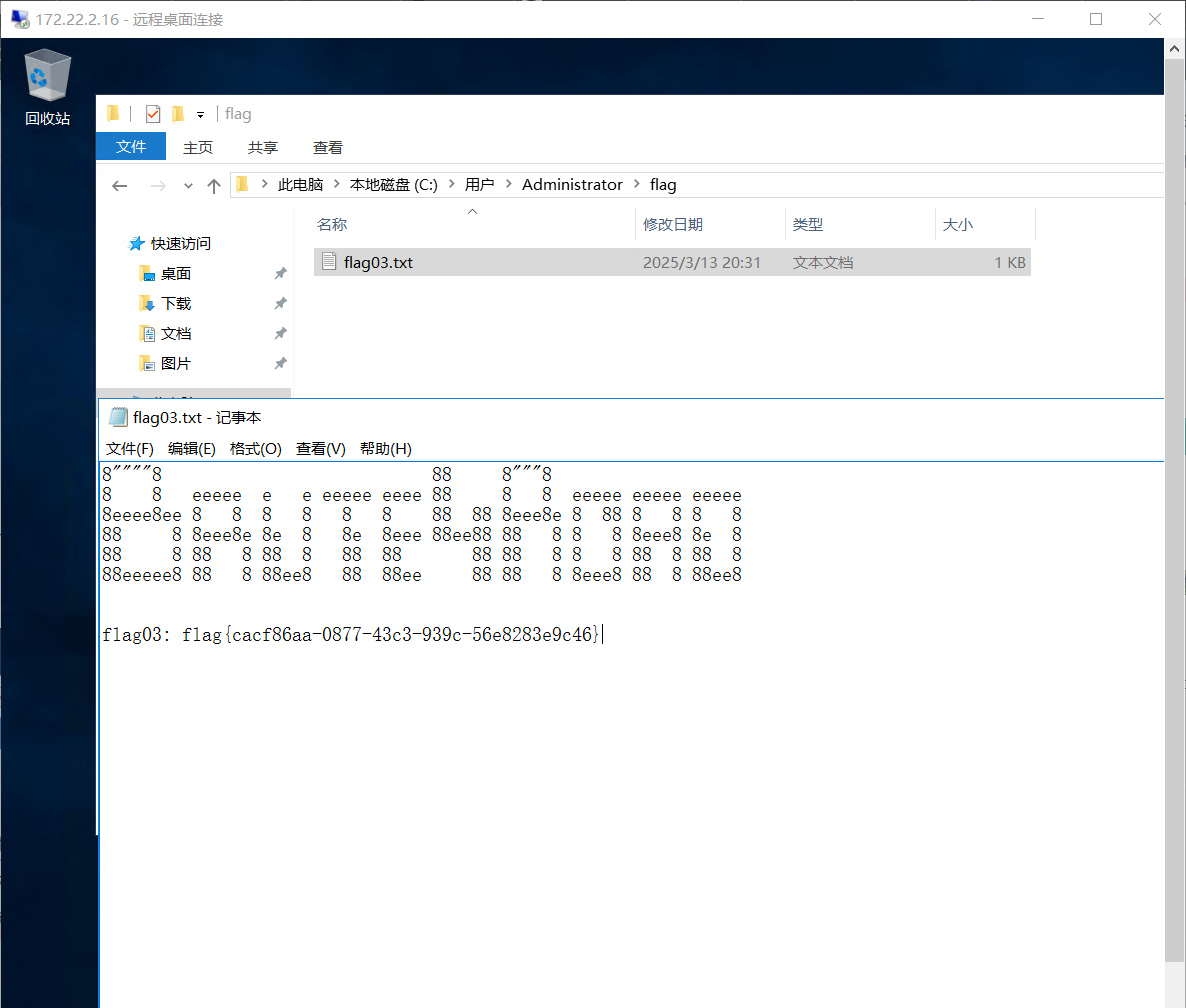 172.22.2.16 - 远程桌面连接
回收站
flag
文件 主页 共享 查看
此电脑 本地磁盘 (C:) 用户 Administrator flag
名称 修改日期 类型 大小
快速访问
flag03.txt 2025/3/13 20:31 文本文档 1 KB
桌面
下载
文档
图片
flag03.txt - 记事本
文件(F) 编辑(E) 格式(O) 查看(V) 帮助(H)
8""""8                           88     8"""8
8    8   eeeee  e   e eeeee eeee 88     8   8  eeeee eeeee eeeee
8eeee8ee 8   8  8   8   8   8    88  88 8eee8e 8  88 8   8 8   8
88     8 8eee8e 8e  8   8e  8eee 88ee88 88   8 8   8 8eee8 8e  8
88     8 88   8 88  8   88  88       88 88   8 8   8 88  8 88  8
88eeeee8 88   8 88ee8   88  88ee     88 88   8 8eee8 88  8 88ee8
flag03: flag{cacf86aa-0877-43c3-939c-56e8283e9c46}